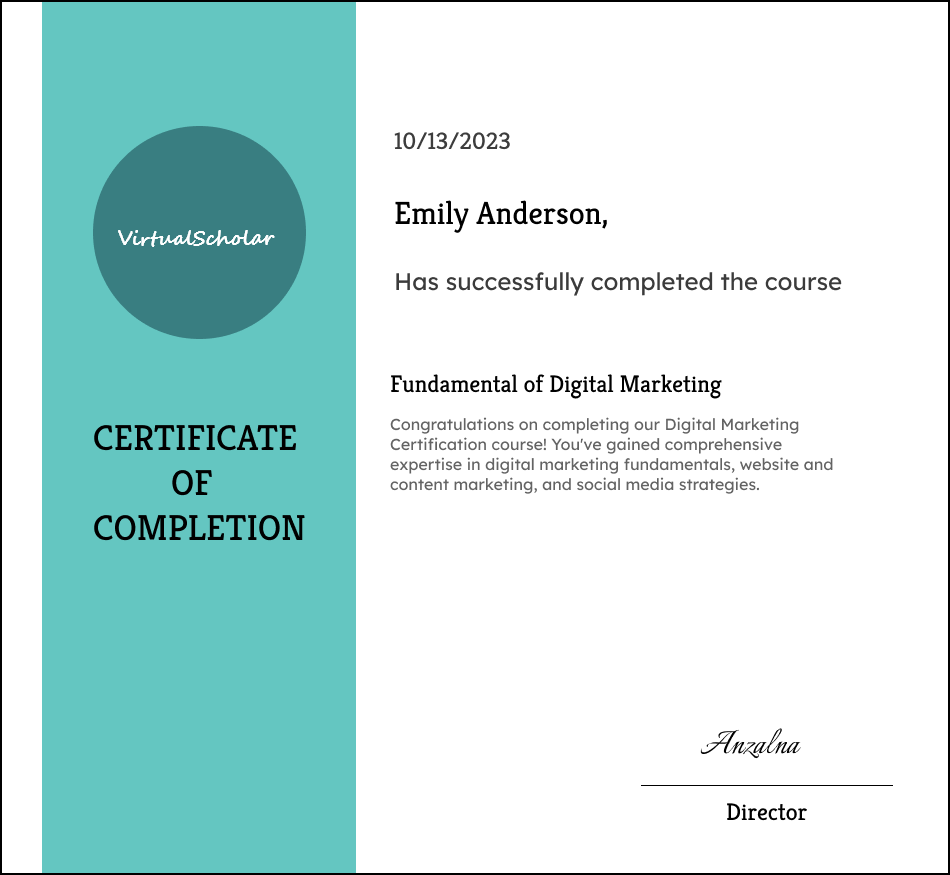 VirtualScholar
CERTIFICATE
OF
COMPLETION
10/13/2023
Emily Anderson,
Has successfully completed the course
Fundamental of Digital Marketing
Congratulations on completing our Digital Marketing
Certification course! You've gained comprehensive
expertise in digital marketing fundamentals, website and
content marketing, and social media strategies.
Anzalna
Director